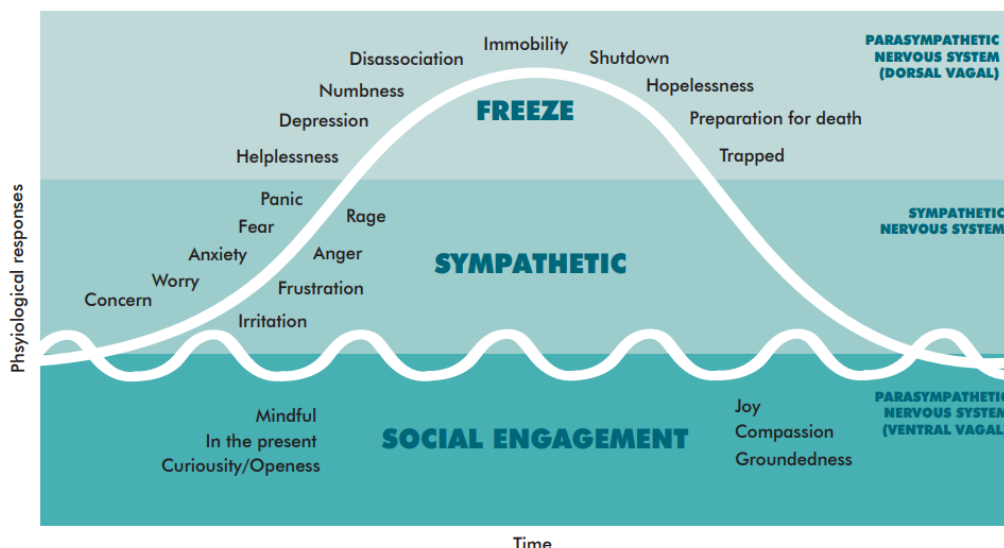 Immobility
Disassociation
Shutdown
Numbness
Hopelessness
Depression
FREEZE
Preparation for death
Helplessness
Trapped
PARASYMPATHETIC
NERVOUS SYSTEM
(DORSAL VAGAL)
Panic
Rage
Fear
Anger
Anxiety
SYMPATHETIC
Worry
Frustration
Concern
Irritation
SYMPATHETIC
NERVOUS SYSTEM
Mindful
In the present
Curiousity/Openess
SOCIAL ENGAGEMENT
Joy
Compassion
Groundedness
PARASYMPATHETIC
NERVOUS SYSTEM
(VENTRAL VAGAL)
Phsyiological responses
Time